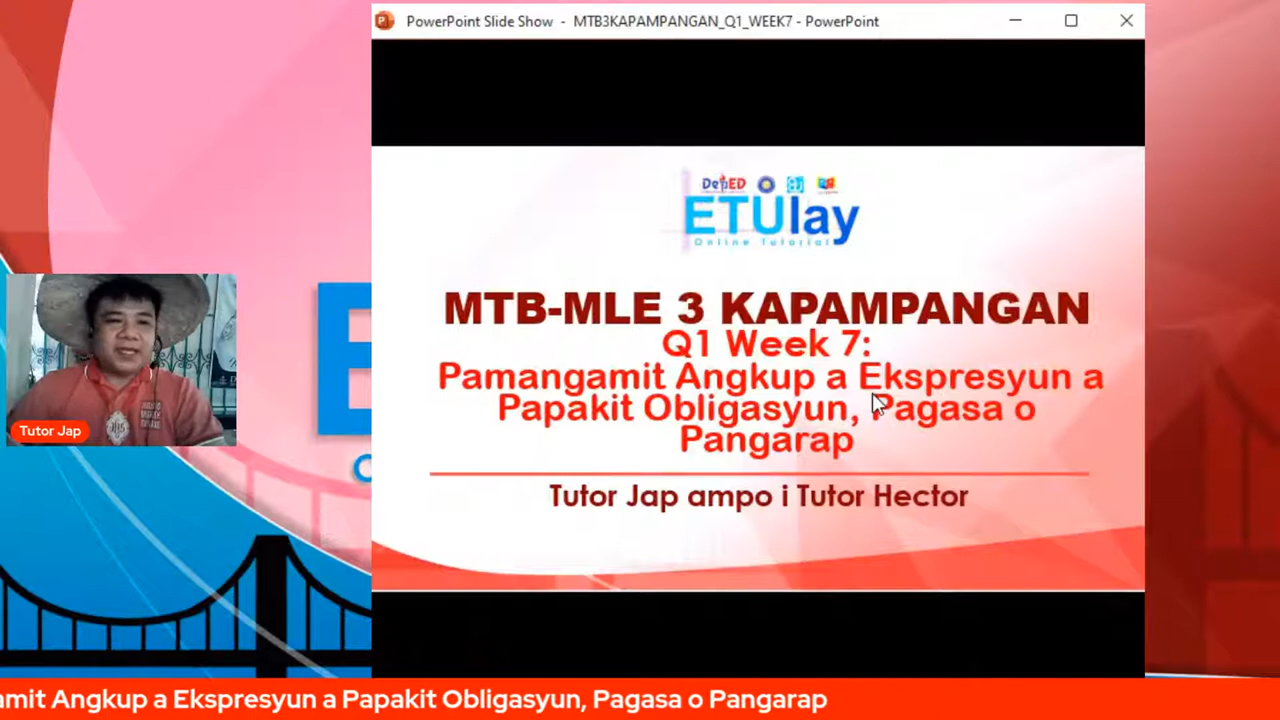 PowerPoint Slide Show - MTB3KAPAMPANGAN_Q1_WEEK7 - PowerPoint
DepED
ETUlay
Online Tutorial
MTB-MLE 3 KAPAMPANGAN
Q1 Week 7:
Pamangamit Angkup a Ekspresyun a
Papakit Obligasyun, Pagasa o
Pangarap
Tutor Jap ampo i Tutor Hector
Tutor Jap
amit Angkup a Ekspresyun a Papakit Obligasyun, Pagasa o Pangarap